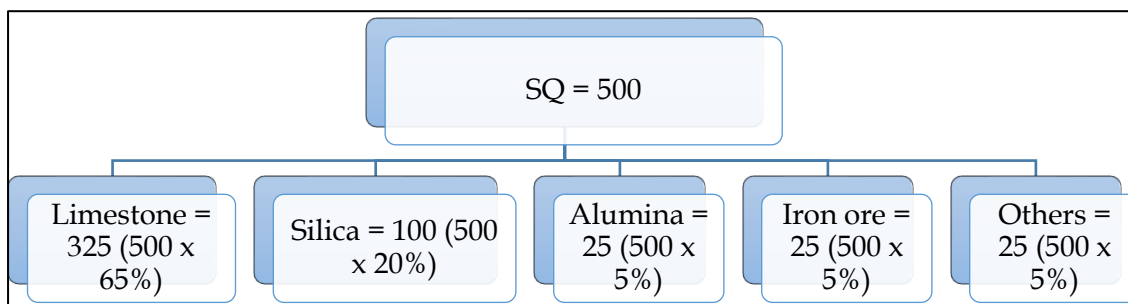 SQ = 500
Limestone =
325 (500 x
65%)
Silica = 100 (500
x 20%)
Alumina =
25 (500 x
5%)
Iron ore =
25 (500 x
5%)
Others =
25 (500 x
5%)